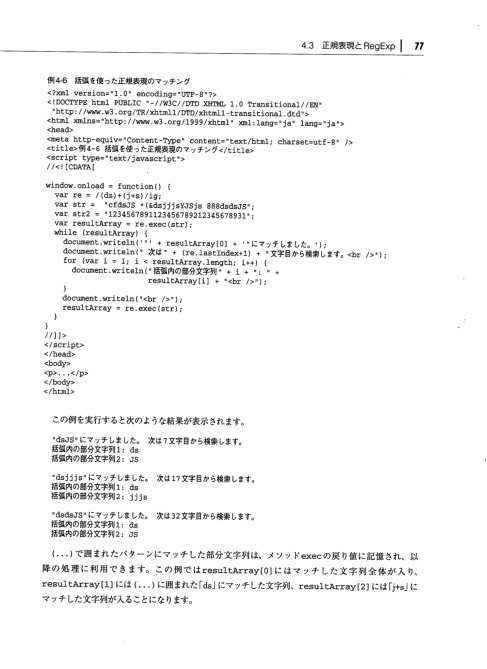 4.3 正規表現とRegExp 77
例4-6 括弧を使った正規表現のマッチング
<?xml version="1.0" encoding="UTF-8"?>
<!DOCTYPE html PUBLIC "-//W3C//DTD XHTML 1.0 Transitional//EN"
"http://www.w3.org/TR/xhtml1/DTD/xhtml1-transitional.dtd">
<html xmlns="http://www.w3.org/1999/xhtml" xml:lang="ja" lang="ja">
<head>
<meta http-equiv="Content-Type" content="text/html; charset=utf-8" />
<title>例4-6 括弧を使った正規表現のマッチング</title>
<script type="text/javascript">
//<![CDATA[
window.onload = function() {
var re = /(ds)+(j+s)/ig;
var str = "cfdsJS *(&dsjjjsYJSjs 888dsdsJS";
var str2 = "1234567891123456789212345678931";
var resultArray = re.exec(str);
while (resultArray) {
document.writeln('"' + resultArray[0] + '"にマッチしました。');
document.writeln(" 次は" + (re.lastIndex+1) + "文字目から検索します。<br />");
for (var i = 1; i < resultArray.length; i++) {
document.writeln("括弧内の部分文字列" + i + ": " +
resultArray[i] + "<br />");
}
document.writeln("<br />");
resultArray = re.exec(str);
}
}
//]]>
</script>
</head>
<body>
<p>...</p>
</body>
</html>
この例を実行すると次のような結果が表示されます。
"dsJS"にマッチしました。 次は7文字目から検索します。
括弧内の部分文字列1: ds
括弧内の部分文字列2: JS
"dsjjjs"にマッチしました。 次は17文字目から検索します。
括弧内の部分文字列1: ds
括弧内の部分文字列2: jjjs
"dsdsJS"にマッチしました。 次は32文字目から検索します。
括弧内の部分文字列1: ds
括弧内の部分文字列2: JS
(...)で囲まれたパターンにマッチした部分文字列は、メソッドexecの戻り値に記憶され、以
降の処理に利用できます。この例ではresultArray[0]にはマッチした文字列全体が入り、
resultArray[1]には(...)に囲まれた「ds」にマッチした文字列、resultArray[2]には「j+s」に
マッチした文字列が入ることになります。